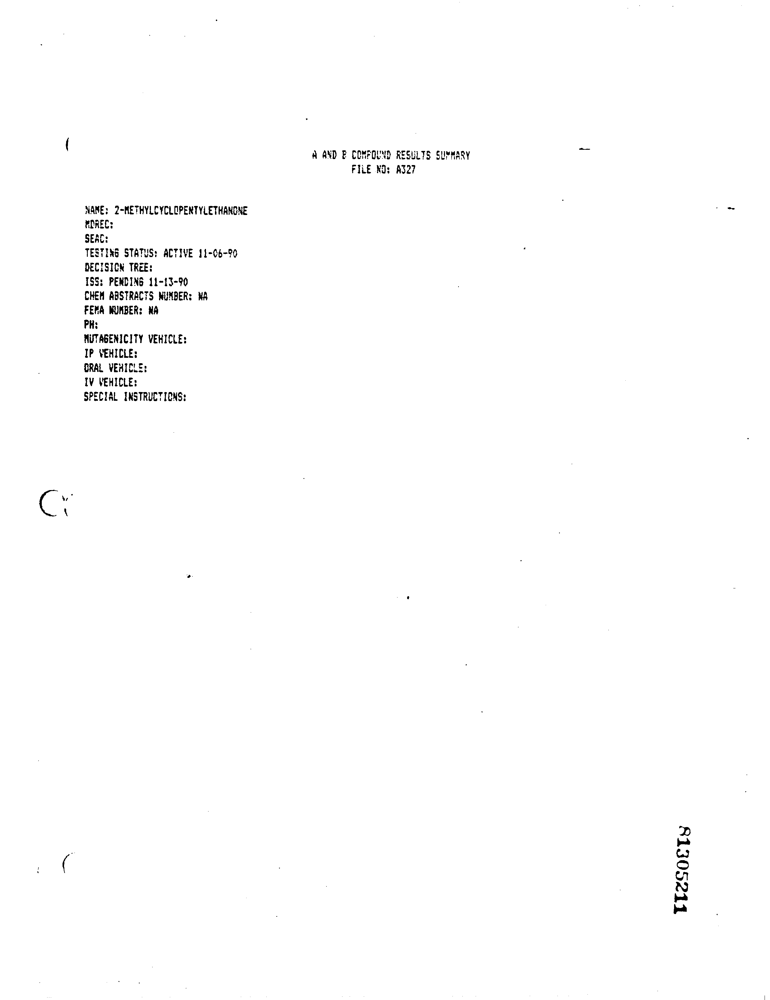 A AND B COMPOUND RESULTS SUMMARY
FILE NO: A327
NAME: 2-METHYLCYCLOPENTYLETHANONE
MDREC:
SEAC:
TESTING STATUS: ACTIVE 11-06-90
DECISION TREE:
ISS: PENDING 11-13-90
CHEM ABSTRACTS NUMBER: NA
FEMA NUMBER: NA
PH:
MUTAGENICITY VEHICLE:
IP VEHICLE:
ORAL VEHICLE:
IV VEHICLE:
SPECIAL INSTRUCTIONS:
81305211